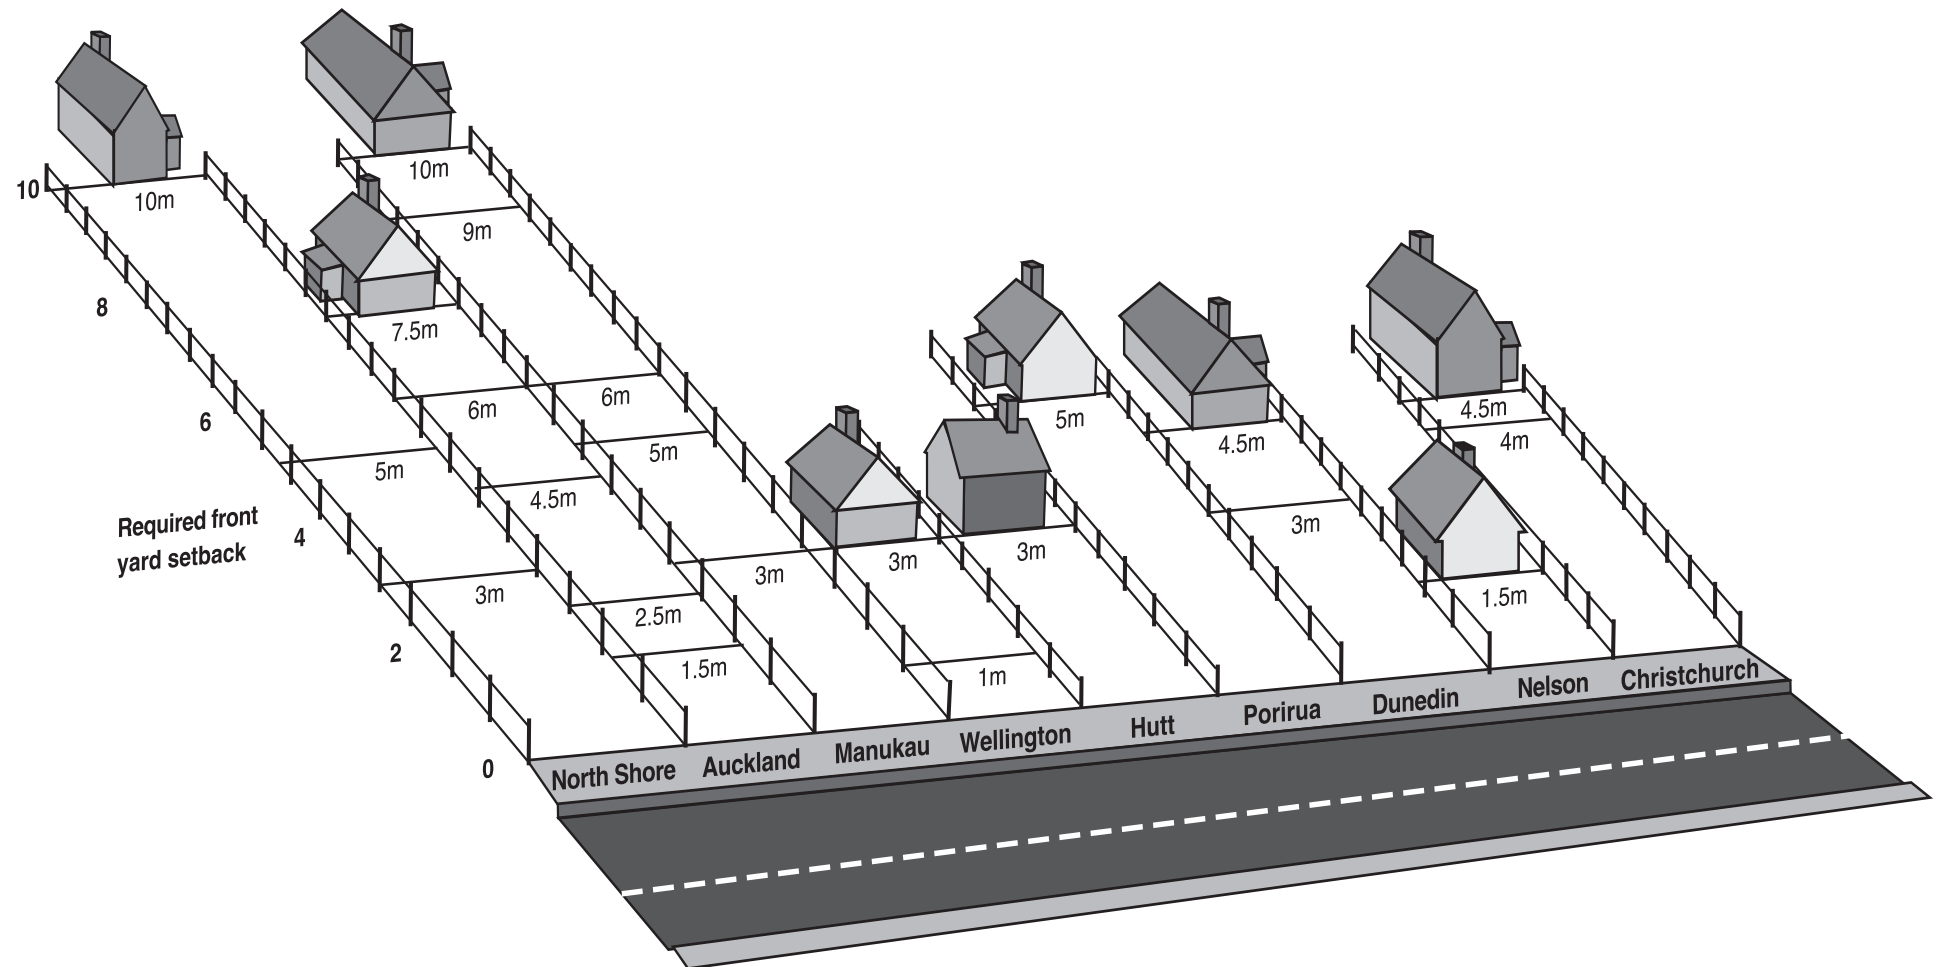 10
10m
10m
9m
8
7.5m
6m
6m
5m
4.5m
4.5m
4m
6
5m
5m
4.5m
3m
Required front
yard setback
4
3m
3m
3m
3m
2.5m
1.5m
2
1.5m
1m
0
North Shore
Auckland
Manukau
Wellington
Hutt
Porirua
Dunedin
Nelson
Christchurch